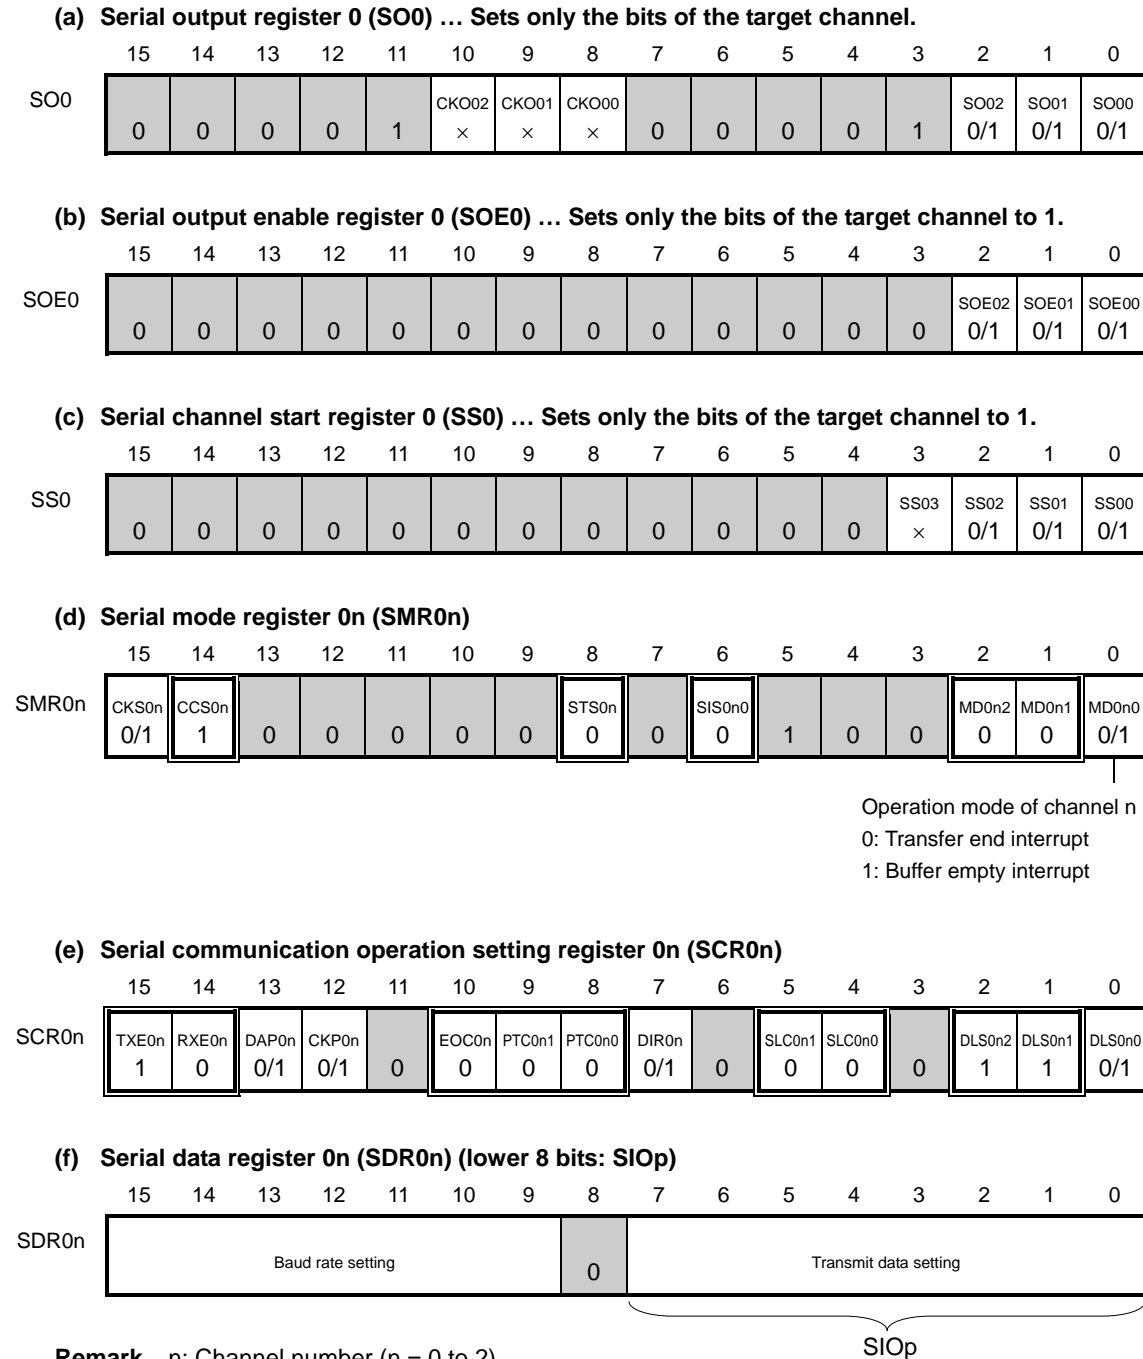 (a) Serial output register 0 (SO0) … Sets only the bits of the target channel.
15 14 13 12 11 10 9 8 7 6 5 4 3 2 1 0
CKO02 CKO01 CKO00 SO02 SO01 SO00
SO0
0 0 0 0 1 × × × 0 0 0 0 1 0/1 0/1 0/1
(b) Serial output enable register 0 (SOE0) … Sets only the bits of the target channel to 1.
15 14 13 12 11 10 9 8 7 6 5 4 3 2 1 0
SOE0
SOE02 SOE01 SOE00
0 0 0 0 0 0 0 0 0 0 0 0 0 0/1 0/1 0/1
(c) Serial channel start register 0 (SS0) … Sets only the bits of the target channel to 1.
15 14 13 12 11 10 9 8 7 6 5 4 3 2 1 0
SS0
SS03 SS02 SS01 SS00
0 0 0 0 0 0 0 0 0 0 0 0 × 0/1 0/1 0/1
(d) Serial mode register 0n (SMR0n)
15 14 13 12 11 10 9 8 7 6 5 4 3 2 1 0
SMR0n
CKS0n CCS0n STS0n SIS0n0 MD0n2 MD0n1 MD0n0
0/1 1 0 0 0 0 0 0 0 0 1 0 0 0 0 0/1
Operation mode of channel n
0: Transfer end interrupt
1: Buffer empty interrupt
(e) Serial communication operation setting register 0n (SCR0n)
15 14 13 12 11 10 9 8 7 6 5 4 3 2 1 0
SCR0n
TXE0n RXE0n DAP0n CKP0n EOC0n PTC0n1 PTC0n0 DIR0n SLC0n1 SLC0n0 DLS0n2 DLS0n1 DLS0n0
1 0 0/1 0/1 0 0 0 0 0/1 0 0 0 0 1 1 0/1
(f) Serial data register 0n (SDR0n) (lower 8 bits: SIOp)
15 14 13 12 11 10 9 8 7 6 5 4 3 2 1 0
SDR0n
Baud rate setting 0 Transmit data setting
SIOp
Remark n: Channel number (n = 0 to 2)